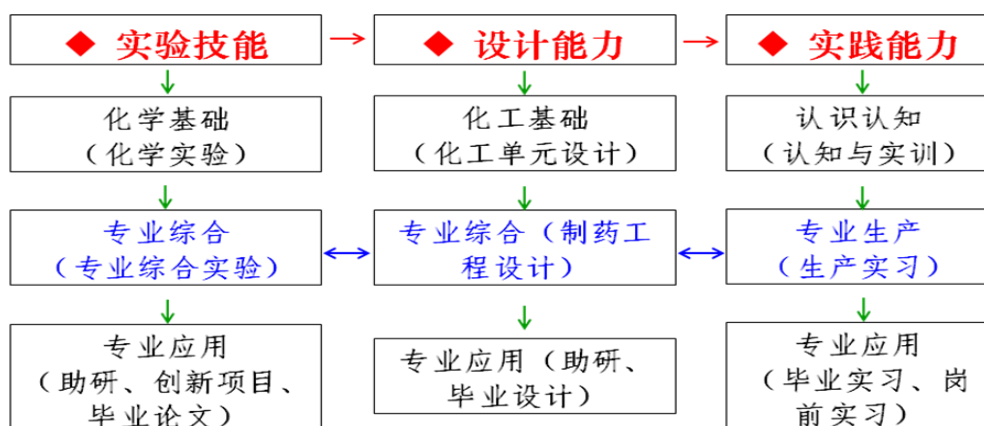 ◆ 实验技能
◆ 设计能力
◆ 实践能力
化学基础
（化学实验）
化工基础
（化工单元设计）
认识认知
（认知与实训）
专业综合
（专业综合实验）
专业综合（制药工
程设计）
专业生产
（生产实习）
专业应用
（助研、创新项目、
毕业论文）
专业应用（助研、
毕业设计）
专业应用
（毕业实习、岗
前实习）